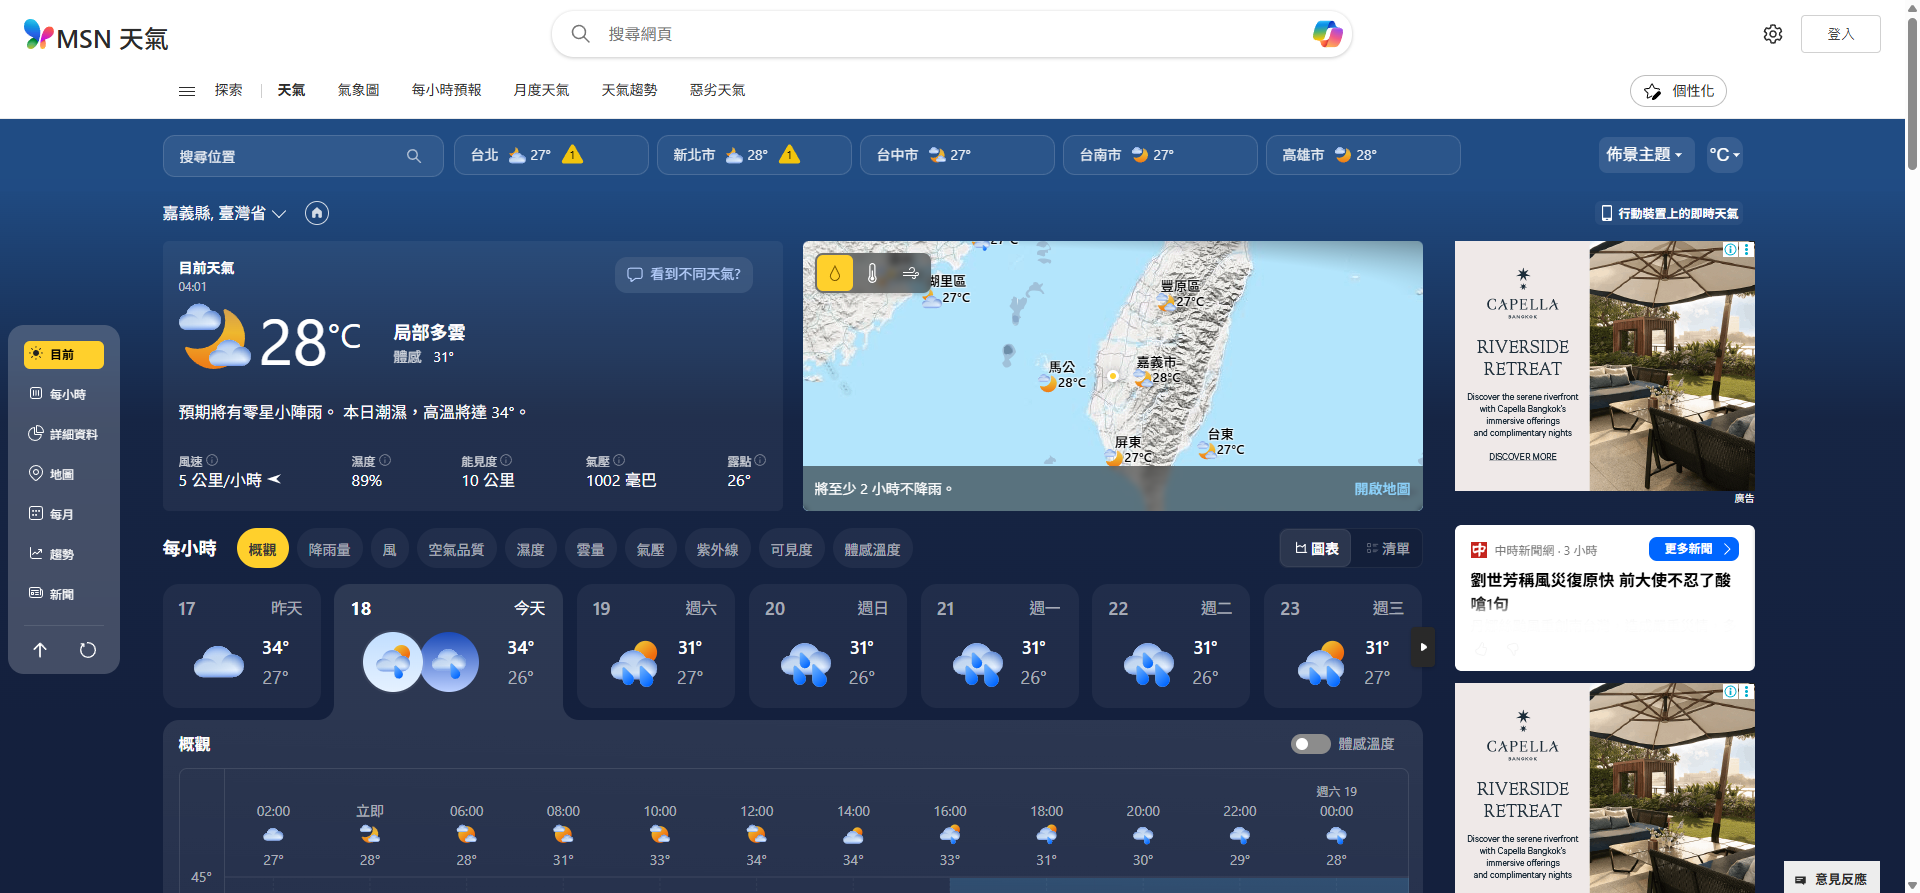 MSN 天氣
搜尋網頁
登入
探索
天氣
氣象圖
每小時預報
月度天氣
天氣趨勢
惡劣天氣
個性化
搜尋位置
台北 27° 1
新北市 28° 1
台中市 27°
台南市 27°
高雄市 28°
佈景主題
°C
嘉義縣, 臺灣省
行動裝置上的即時天氣
目前天氣
04:01
看到不同天氣?
28°C
局部多雲
體感 31°
預期將有零星小陣雨。 本日潮濕，高溫將達 34°。
風速 濕度 能見度 氣壓 露點
5 公里/小時 89% 10 公里 1002 毫巴 26°
目前
每小時
詳細資料
地圖
每月
趨勢
新聞
湖里區
27°C
豐原區
27°C
馬公
28°C
嘉義市
28°C
屏東
27°C
台東
27°C
將至少 2 小時不降雨。
開啟地圖
CAPELLA
BANGKOK
RIVERSIDE
RETREAT
Discover the serene riverfront
with Capella Bangkok's
immersive offerings
and complimentary nights
DISCOVER MORE
廣告
每小時
概觀
降雨量
風
空氣品質
濕度
雲量
氣壓
紫外線
可見度
體感溫度
圖表
清單
17 昨天
34°
27°
18 今天
34°
26°
19 週六
31°
27°
20 週日
31°
26°
21 週一
31°
26°
22 週二
31°
26°
23 週三
31°
27°
中時新聞網 · 3 小時
更多新聞
劉世芳稱風災復原快 前大使不忍了酸
嗆1句
概觀
體感溫度
週六 19
02:00 立即 06:00 08:00 10:00 12:00 14:00 16:00 18:00 20:00 22:00 00:00
27° 28° 28° 31° 33° 34° 34° 33° 31° 30° 29° 28°
45°
CAPELLA
BANGKOK
RIVERSIDE
RETREAT
Discover the serene riverfront
with Capella Bangkok's
immersive offerings
and complimentary nights
意見反應